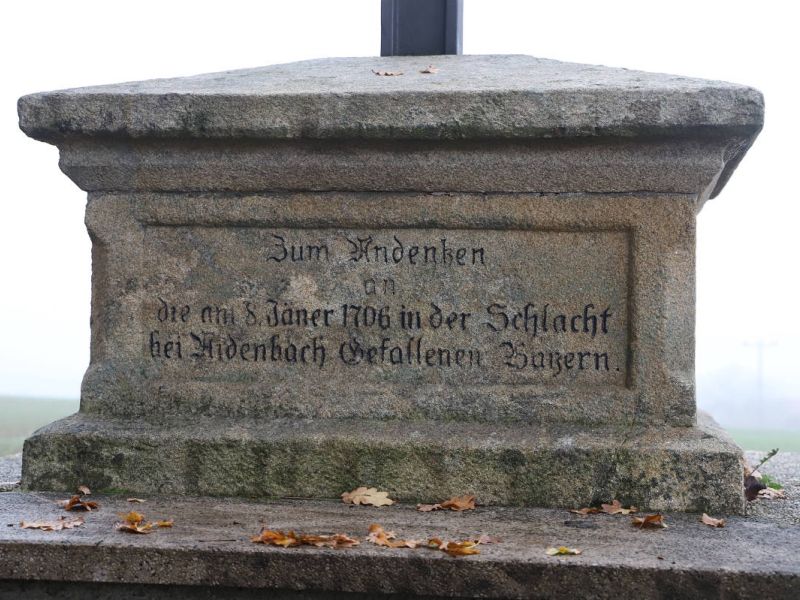 Zum Andenken
an
die am 8. Jäner 1706 in der Schlacht
bei Aidenbach Gefallenen Bayern.